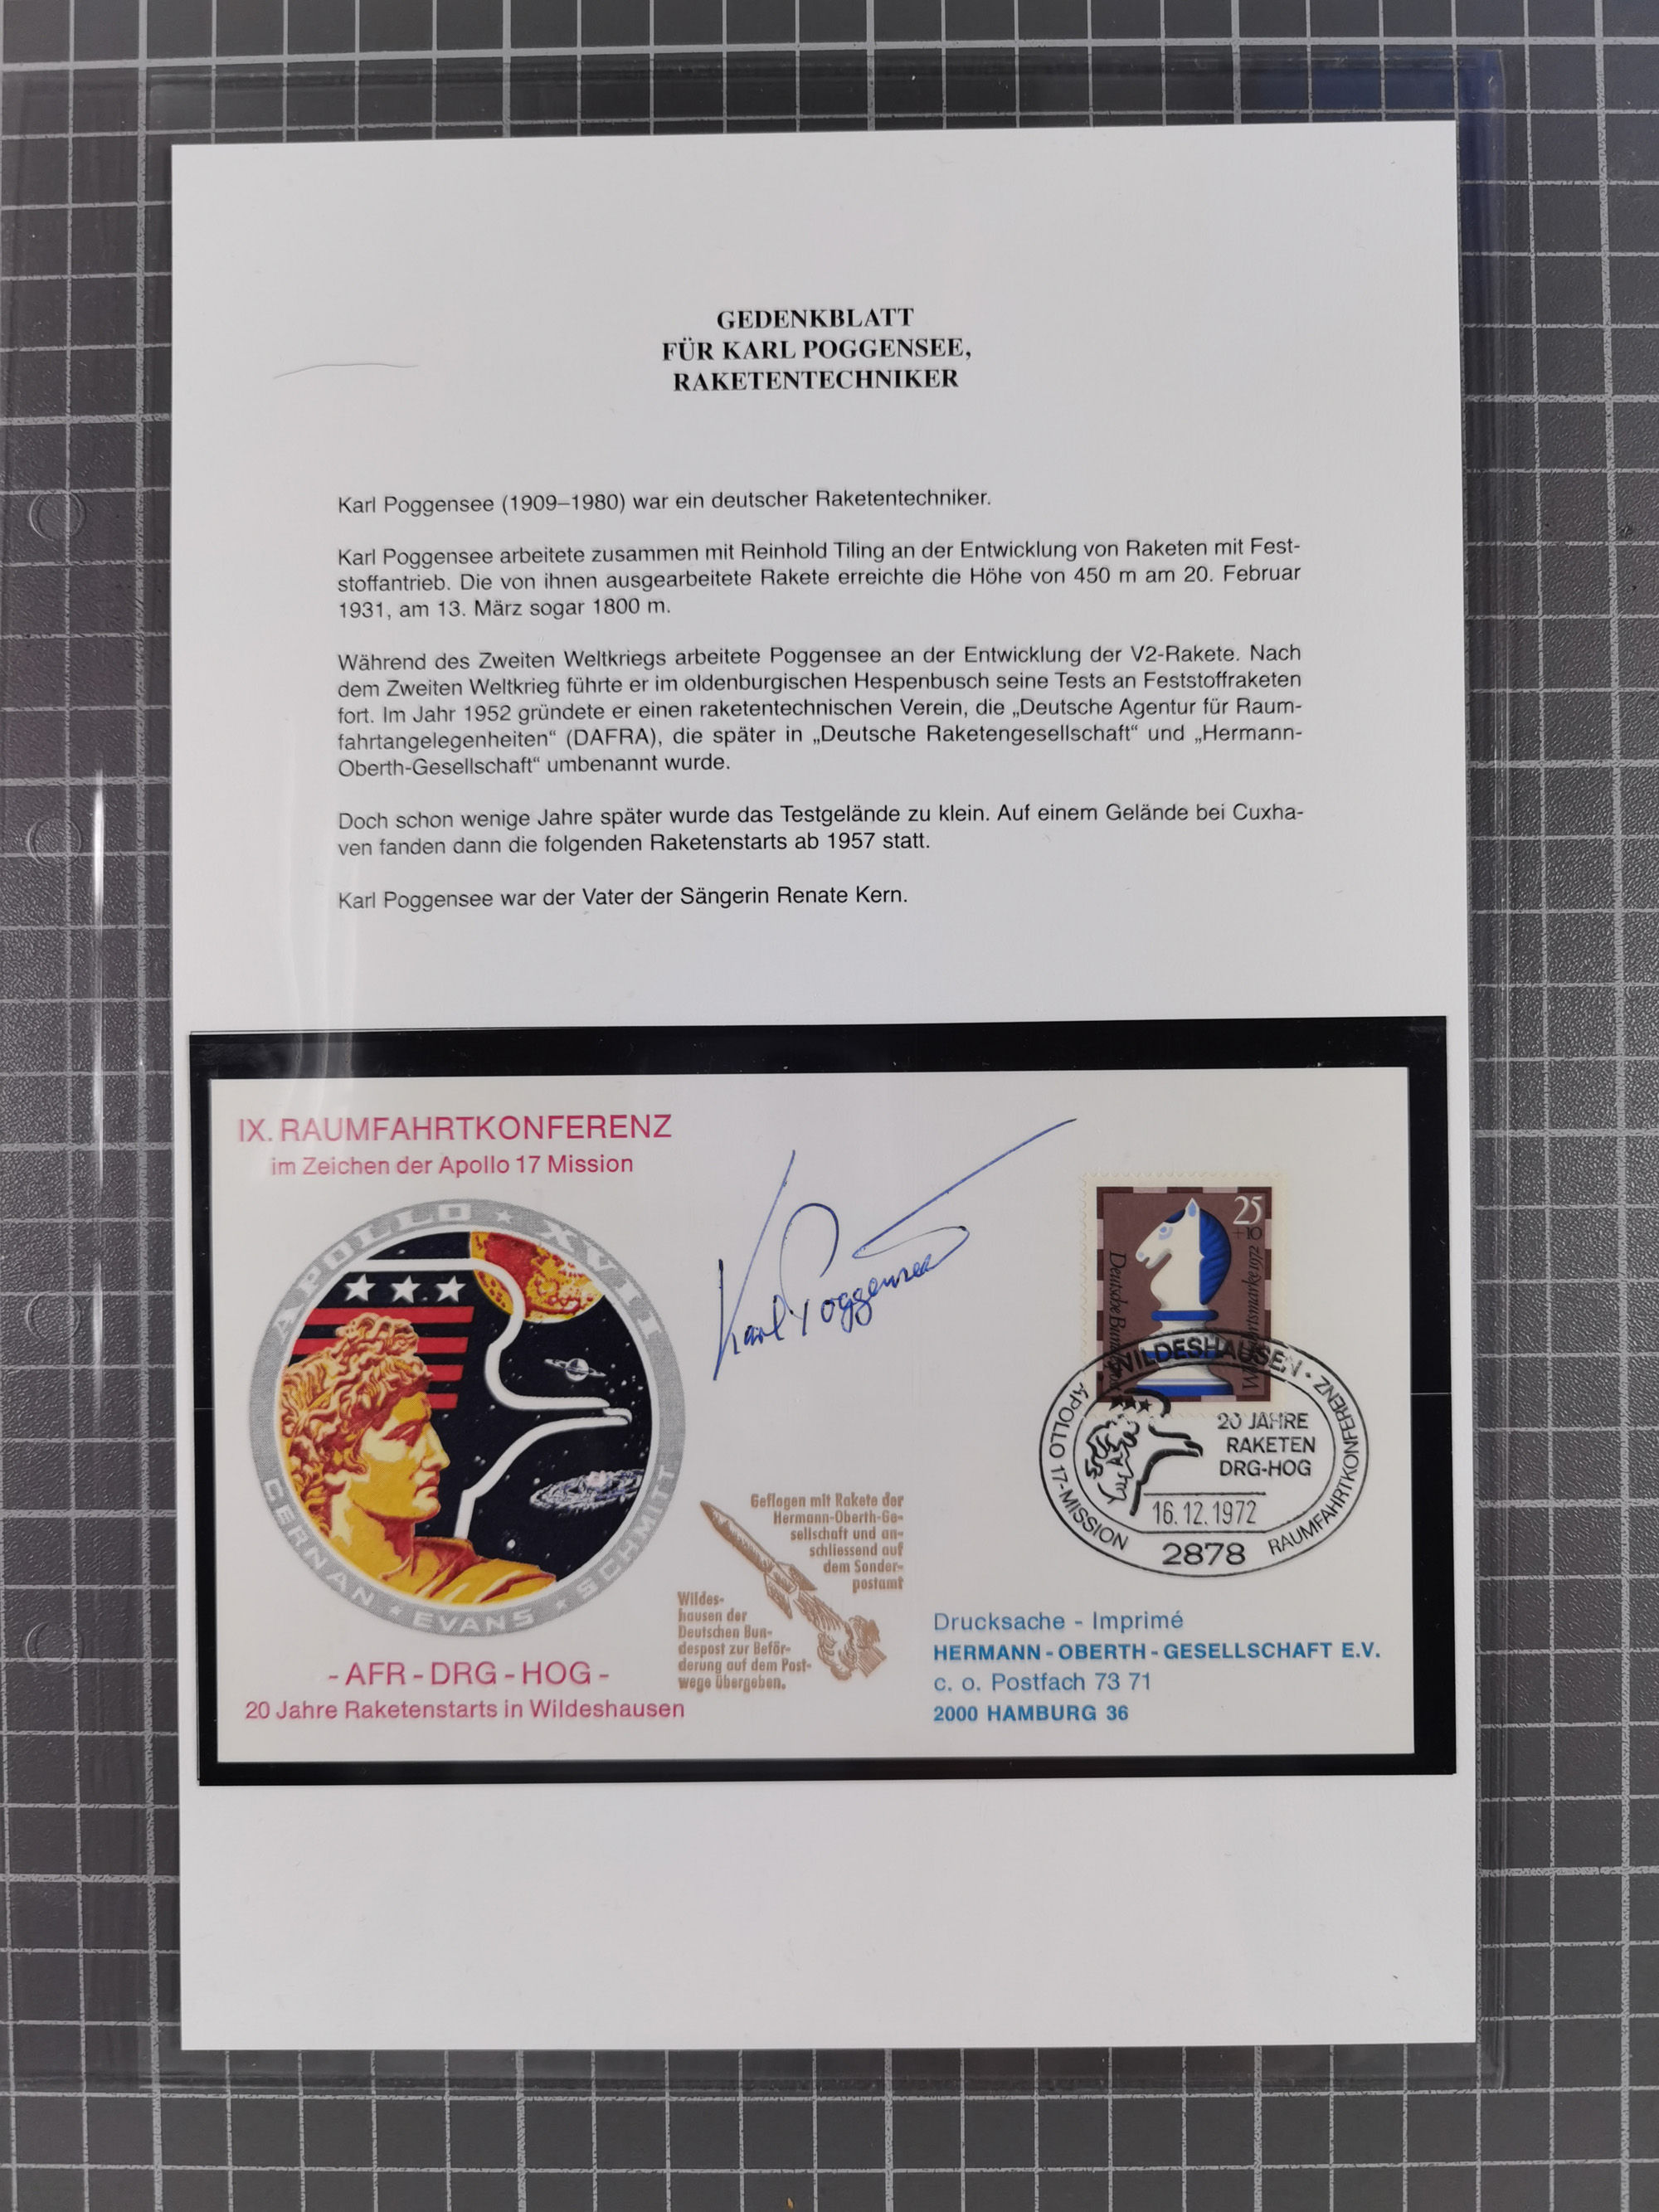 GEDENKBLATT
FÜR KARL POGGENSEE,
RAKETENTECHNIKER
Karl Poggensee (1909–1980) war ein deutscher Raketentechniker.
Karl Poggensee arbeitete zusammen mit Reinhold Tiling an der Entwicklung von Raketen mit Fest-
stoffantrieb. Die von ihnen ausgearbeitete Rakete erreichte die Höhe von 450 m am 20. Februar
1931, am 13. März sogar 1800 m.
Während des Zweiten Weltkriegs arbeitete Poggensee an der Entwicklung der V2-Rakete. Nach
dem Zweiten Weltkrieg führte er im oldenburgischen Hespenbusch seine Tests an Feststoffraketen
fort. Im Jahr 1952 gründete er einen raketentechnischen Verein, die „Deutsche Agentur für Raum-
fahrtangelegenheiten“ (DAFRA), die später in „Deutsche Raketengesellschaft“ und „Hermann-
Oberth-Gesellschaft“ umbenannt wurde.
Doch schon wenige Jahre später wurde das Testgelände zu klein. Auf einem Gelände bei Cuxha-
ven fanden dann die folgenden Raketenstarts ab 1957 statt.
Karl Poggensee war der Vater der Sängerin Renate Kern.
IX. RAUMFAHRTKONFERENZ
im Zeichen der Apollo 17 Mission
APOLLO ★ XVII
CERNAN ★ EVANS ★ SCHMITT
- AFR - DRG - HOG -
20 Jahre Raketenstarts in Wildeshausen
Karl Poggensee
Geflogen mit Rakete der
Hermann-Oberth-Ge-
sellschaft und an-
schliessend auf
dem Sonder-
postamt
Wildes-
hausen der
Deutschen Bun-
despost zur Beför-
derung auf dem Post-
wege übergeben.
25
+10
Deutsche
1972
WILDESHAUSEN
APOLLO 17-MISSION
RAUMFAHRTKONFERENZ
20 JAHRE
RAKETEN
DRG-HOG
16.12.1972
2878
Drucksache - Imprimé
HERMANN - OBERTH - GESELLSCHAFT E.V.
c. o. Postfach 73 71
2000 HAMBURG 36